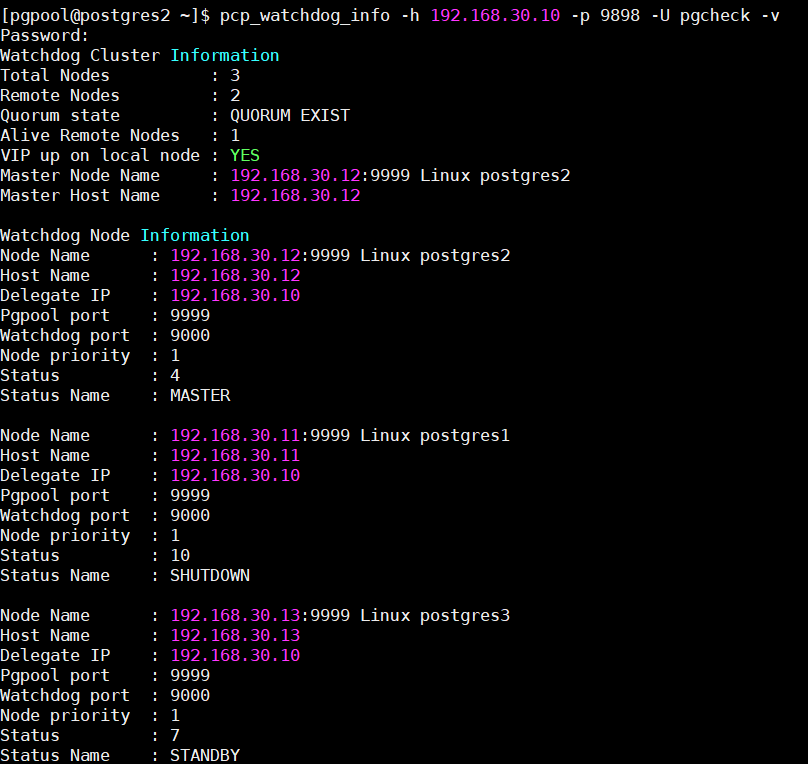 [pgpool@postgres2 ~]$ pcp_watchdog_info -h 192.168.30.10 -p 9898 -U pgcheck -v
Password:
Watchdog Cluster Information
Total Nodes          : 3
Remote Nodes         : 2
Quorum state         : QUORUM EXIST
Alive Remote Nodes   : 1
VIP up on local node : YES
Master Node Name     : 192.168.30.12:9999 Linux postgres2
Master Host Name     : 192.168.30.12

Watchdog Node Information
Node Name      : 192.168.30.12:9999 Linux postgres2
Host Name      : 192.168.30.12
Delegate IP    : 192.168.30.10
Pgpool port    : 9999
Watchdog port  : 9000
Node priority  : 1
Status         : 4
Status Name    : MASTER

Node Name      : 192.168.30.11:9999 Linux postgres1
Host Name      : 192.168.30.11
Delegate IP    : 192.168.30.10
Pgpool port    : 9999
Watchdog port  : 9000
Node priority  : 1
Status         : 10
Status Name    : SHUTDOWN

Node Name      : 192.168.30.13:9999 Linux postgres3
Host Name      : 192.168.30.13
Delegate IP    : 192.168.30.10
Pgpool port    : 9999
Watchdog port  : 9000
Node priority  : 1
Status         : 7
Status Name    : STANDBY